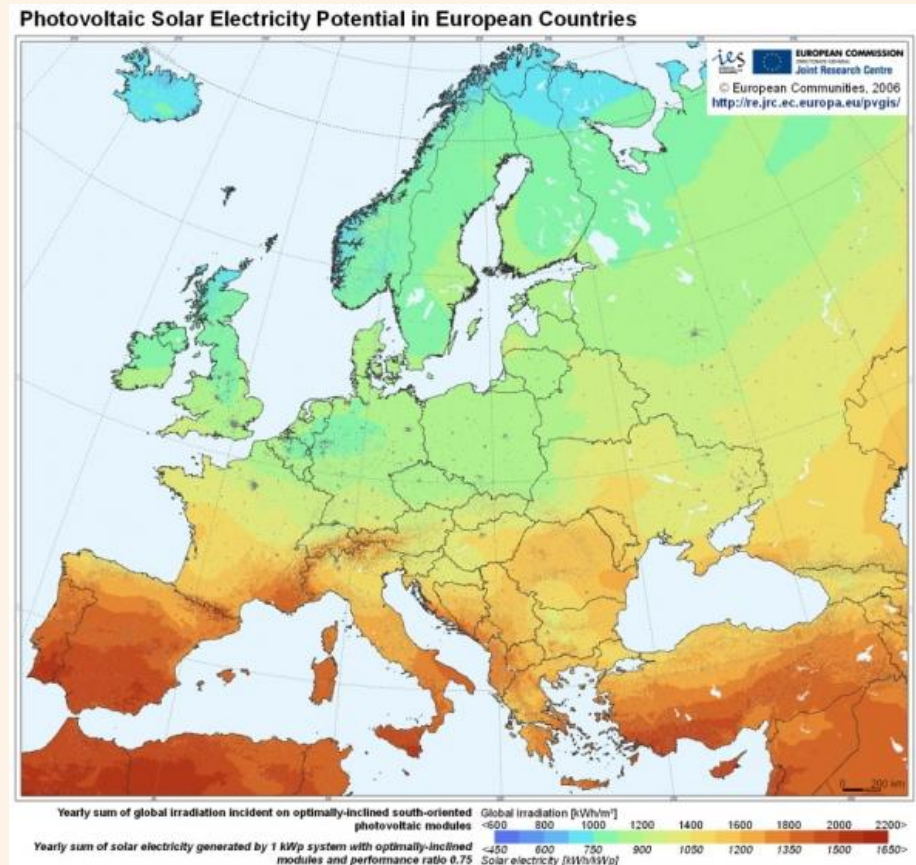 Photovoltaic Solar Electricity Potential in European Countries
ies
EUROPEAN COMMISSION
DIRECTORATE-GENERAL
Joint Research Centre
© European Communities, 2006
http://re.jrc.ec.europa.eu/pvgis/
0 200 km
Yearly sum of global irradiation incident on optimally-inclined south-oriented
photovoltaic modules
Global irradiation [kWh/m²]
<600 800 1000 1200 1400 1600 1800 2000 2200>
Yearly sum of solar electricity generated by 1 kWp system with optimally-inclined
modules and performance ratio 0.75
<450 600 750 900 1050 1200 1350 1500 1650>
Solar electricity [kWh/kWp]